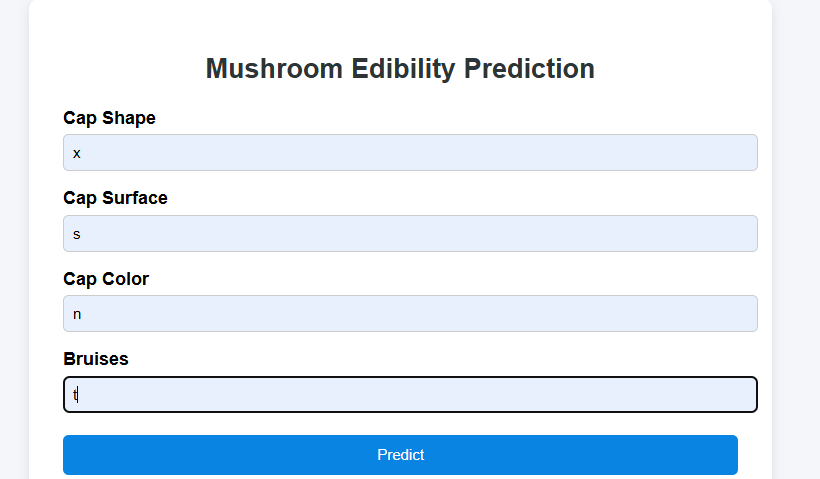 Mushroom Edibility Prediction
Cap Shape
x
Cap Surface
s
Cap Color
n
Bruises
t
Predict